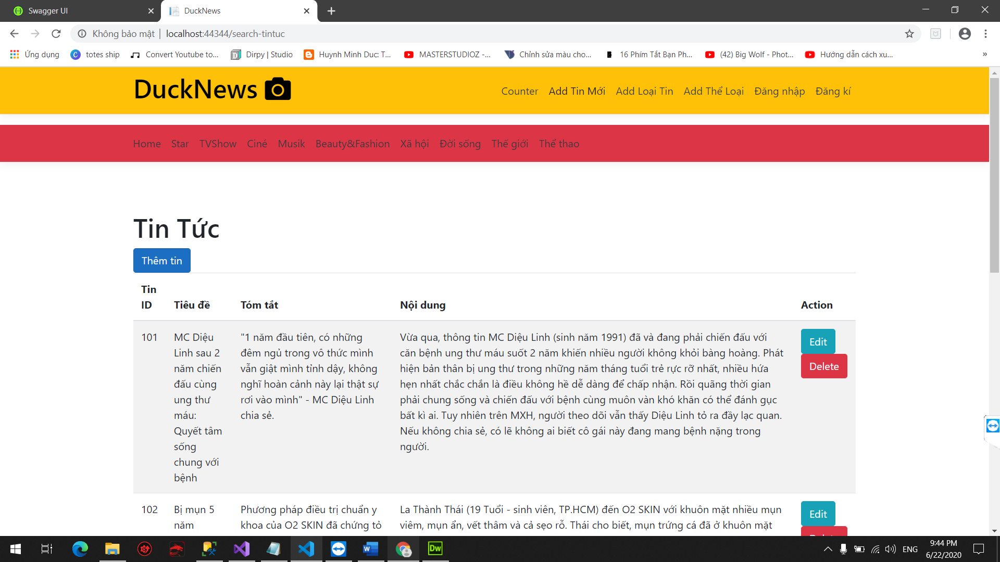 Swagger UI
DuckNews
Không bảo mật | localhost:44344/search-tintuc
Ứng dụng totes ship Convert Youtube to... Dirpy | Studio Huynh Minh Duc: T... MASTERSTUDIOZ -... Chỉnh sửa màu cho... 16 Phím Tắt Bạn Ph... (42) Big Wolf - Phot... Hướng dẫn cách xu... »
DuckNews
Counter Add Tin Mới Add Loại Tin Add Thể Loại Đăng nhập Đăng kí
Home Star TVShow Ciné Musik Beauty&Fashion Xã hội Đời sống Thế giới Thể thao
Tin Tức
Thêm tin
Tin
ID Tiêu đề Tóm tắt Nội dung Action
101
MC Diệu
Linh sau 2
năm chiến
đấu cùng
ung thư
máu:
Quyết tâm
sống
chung với
bệnh
"1 năm đầu tiên, có những
đêm ngủ trong vô thức mình
vẫn giật mình tỉnh dậy, không
nghĩ hoàn cảnh này lại thật sự
rơi vào mình" - MC Diệu Linh
chia sẻ.
Vừa qua, thông tin MC Diệu Linh (sinh năm 1991) đã và đang phải chiến đấu với
căn bệnh ung thư máu suốt 2 năm khiến nhiều người không khỏi bàng hoàng. Phát
hiện bản thân bị ung thư trong những năm tháng tuổi trẻ rực rỡ nhất, nhiều hứa
hẹn nhất chắc chắn là điều không hề dễ dàng để chấp nhận. Rồi quãng thời gian
phải chung sống và chiến đấu với bệnh cùng muôn vàn khó khăn có thể đánh gục
bất kì ai. Tuy nhiên trên MXH, người theo dõi vẫn thấy Diệu Linh tỏ ra đầy lạc quan.
Nếu không chia sẻ, có lẽ không ai biết cô gái này đang mang bệnh nặng trong
người.
Edit
Delete
102
Bị mụn 5
năm
Phương pháp điều trị chuẩn y
khoa của O2 SKIN đã chứng tỏ
La Thành Thái (19 Tuổi - sinh viên, TP.HCM) đến O2 SKIN với khuôn mặt nhiều mụn
viêm, mụn ẩn, vết thâm và cả sẹo rỗ. Thái cho biết, mụn trứng cá đã ở khuôn mặt
Edit
Dw
ENG
9:44 PM
6/22/2020